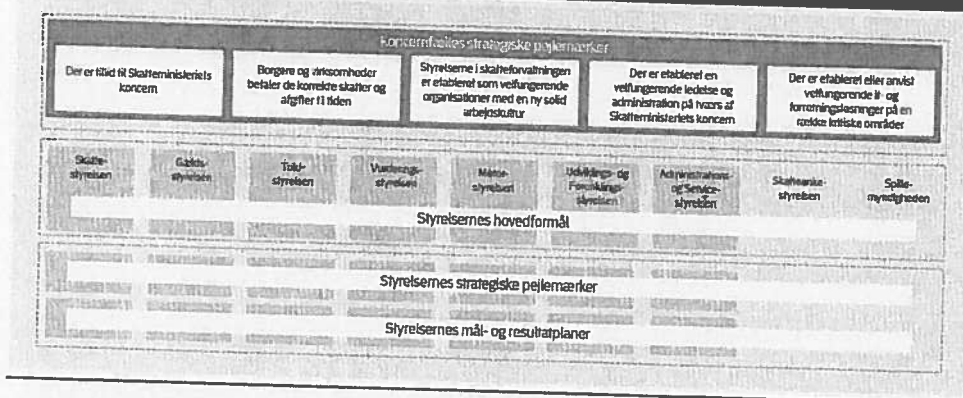 Koncernfælles strategiske pejlemærker
Der er tillid til Skatteministeriets
koncern
Borgere og virksomheder
betaler de korrekte skatter og
afgifter til tiden
Styrelserne i skatteforvaltningen
er etableret som velfungerende
organisationer med en ny solid
arbejdskultur
Der er etableret en
velfungerende ledelse og
administration på tværs af
Skatteministeriets koncern
Der er etableret eller anvist
velfungerende it- og
forretningsløsninger på en
række kritiske områder
Skatte-
styrelsen
Gælds-
styrelsen
Told-
styrelsen
Vurderings-
styrelsen
Motor-
styrelsen
Udviklings- og
Forenklings-
styrelsen
Administrations-
og Service-
styrelsen
Skatteanke-
styrelsen
Spille-
myndigheden
Styrelsernes hovedformål
Styrelsernes strategiske pejlemærker
Styrelsernes mål- og resultatplaner